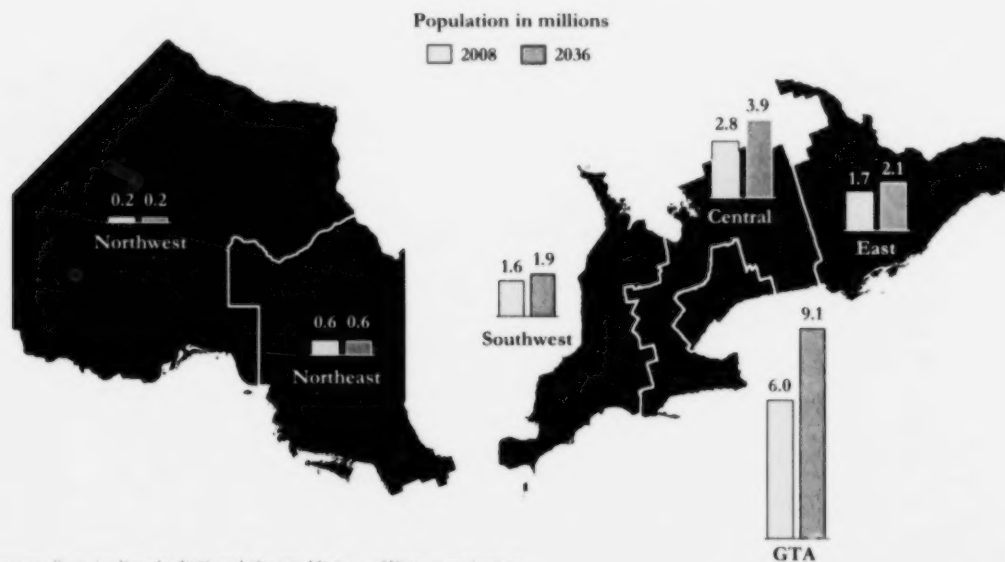 Population in millions
2008 2036
0.2 0.2
Northwest
0.6 0.6
Northeast
1.6 1.9
Southwest
2.8 3.9
Central
1.7 2.1
East
6.0 9.1
GTA